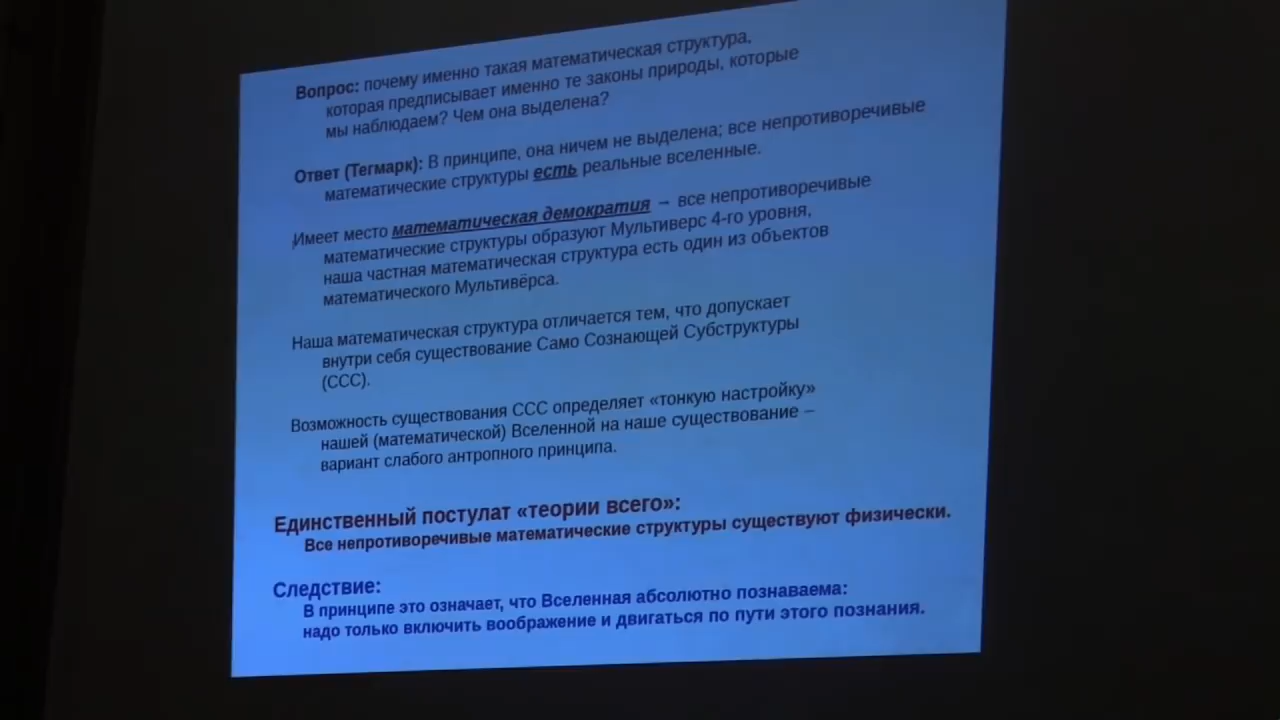 Вопрос: почему именно такая математическая структура,
которая предписывает именно те законы природы, которые
мы наблюдаем? Чем она выделена?
Ответ (Тегмарк): В принципе, она ничем не выделена; все непротиворечивые
математические структуры есть реальные вселенные.
Имеет место математическая демократия – все непротиворечивые
математические структуры образуют Мультиверс 4-го уровня,
наша частная математическая структура есть один из объектов
математического Мультивёрса.
Наша математическая структура отличается тем, что допускает
внутри себя существование Само Сознающей Субструктуры
(ССС).
Возможность существования ССС определяет «тонкую настройку»
нашей (математической) Вселенной на наше существование –
вариант слабого антропного принципа.
Единственный постулат «теории всего»:
Все непротиворечивые математические структуры существуют физически.
Следствие:
В принципе это означает, что Вселенная абсолютно познаваема:
надо только включить воображение и двигаться по пути этого познания.